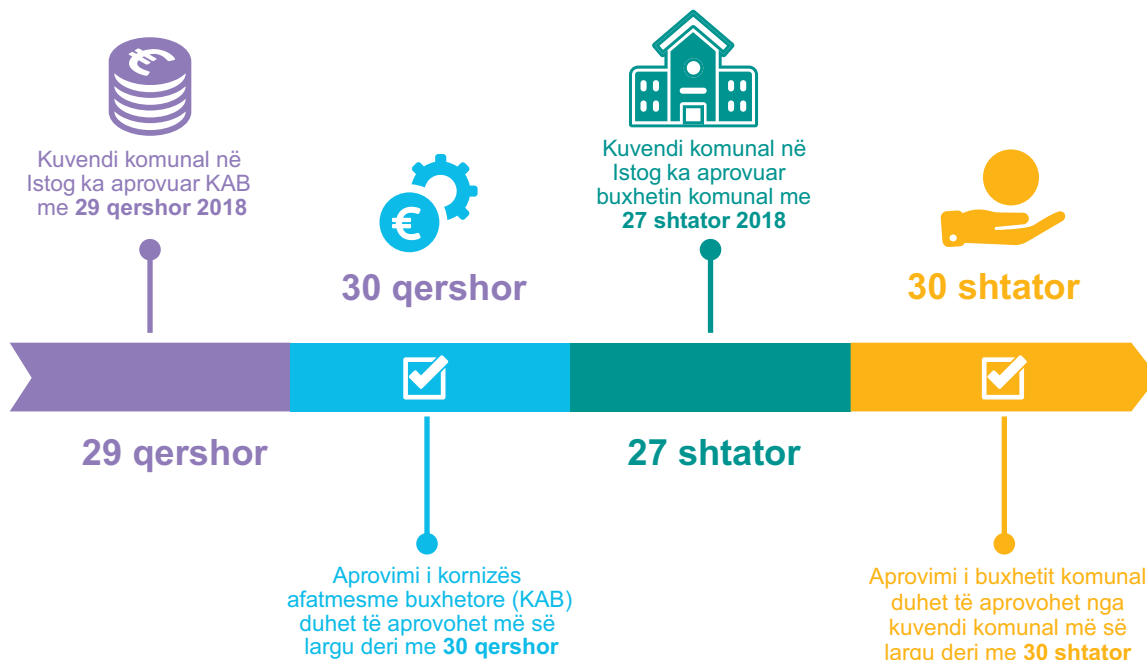 Kuvendi komunal në
Istog ka aprovuar KAB
me 29 qershor 2018
29 qershor
30 qershor
Aprovimi i kornizës
afatmesme buxhetore (KAB)
duhet të aprovohet më së
largu deri me 30 qershor
Kuvendi komunal në
Istog ka aprovuar
buxhetin komunal me
27 shtator 2018
27 shtator
30 shtator
Aprovimi i buxhetit komunal
duhet të aprovohet nga
kuvendi komunal më së
largu deri me 30 shtator